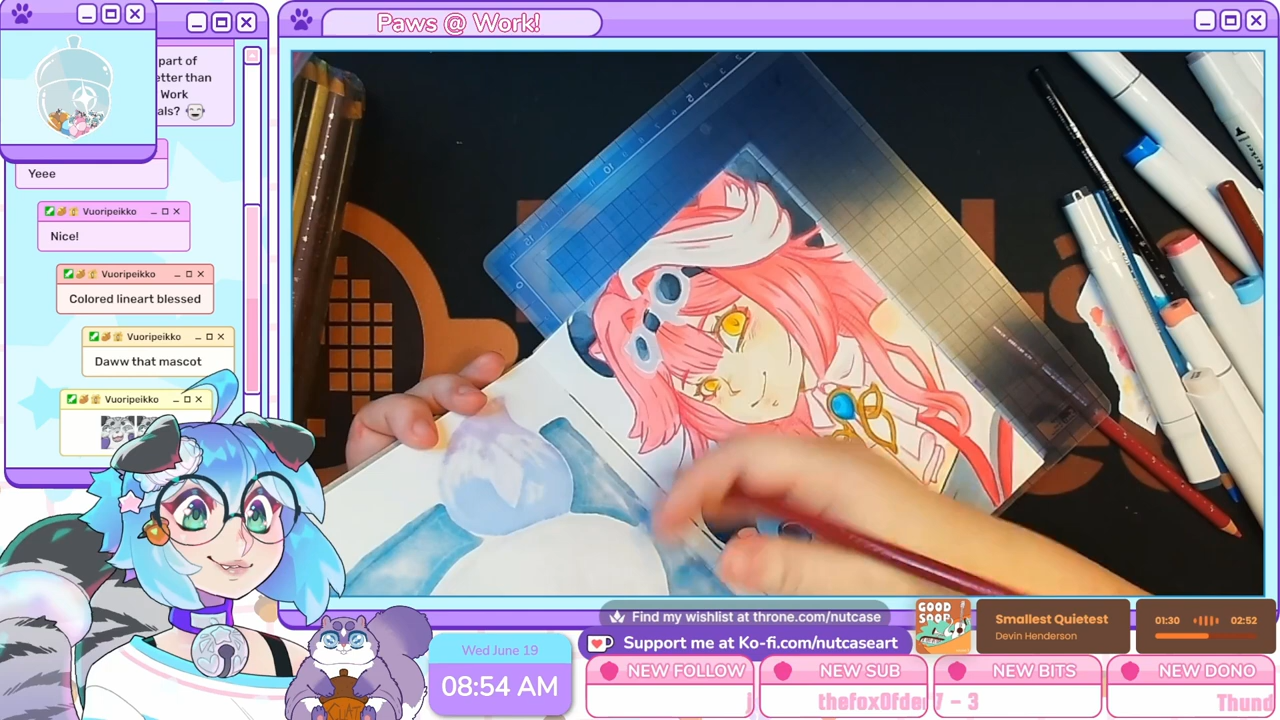 Paws @ Work!
part of
etter than
Work
als?
Yeee
Vuoripeikko
Nice!
Vuoripeikko
Colored lineart blessed
Vuoripeikko
Daww that mascot
Vuoripeikko
Find my wishlist at throne.com/nutcase
Support me at Ko-fi.com/nutcaseart
GOOD
SOOP
Smallest Quietest
Devin Henderson
01:30
02:52
Wed June 19
08:54 AM
NEW FOLLOW
NEW SUB
NEW BITS
NEW DONO
thefox0fde
7 - 3
Thund